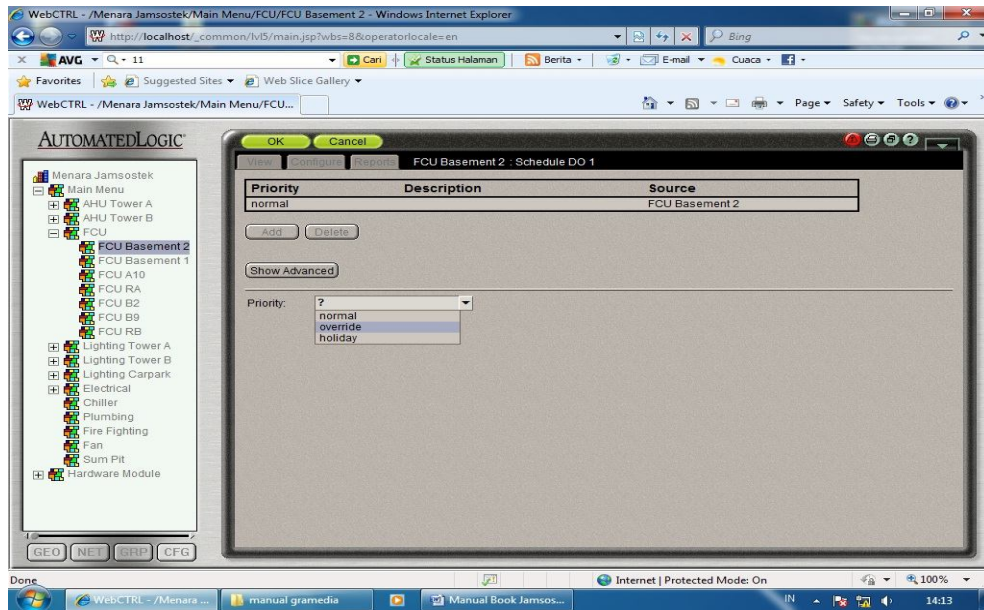 WebCTRL - /Menara Jamsostek/Main Menu/FCU/FCU Basement 2 - Windows Internet Explorer
http://localhost/_common/lvl5/main.jsp?wbs=8&operatorlocale=en
Bing
AVG
11
Cari
Status Halaman
Berita
E-mail
Cuaca
Favorites
Suggested Sites
Web Slice Gallery
WebCTRL - /Menara Jamsostek/Main Menu/FCU...
Page
Safety
Tools
AUTOMATEDLOGIC
OK
Cancel
View
Configure
Reports
FCU Basement 2 : Schedule DO 1
Menara Jamsostek
Main Menu
AHU Tower A
AHU Tower B
FCU
FCU Basement 2
FCU Basement 1
FCU A10
FCU RA
FCU B2
FCU B9
FCU RB
Lighting Tower A
Lighting Tower B
Lighting Carpark
Electrical
Chiller
Plumbing
Fire Fighting
Fan
Sum Pit
Hardware Module
Priority Description Source
normal FCU Basement 2
Add
Delete
Show Advanced
Priority: ?
normal
override
holiday
GEO NET GRP CFG
Done
Internet | Protected Mode: On
100%
WebCTRL - /Menara ...
manual gramedia
Manual Book Jamsos...
IN
14:13